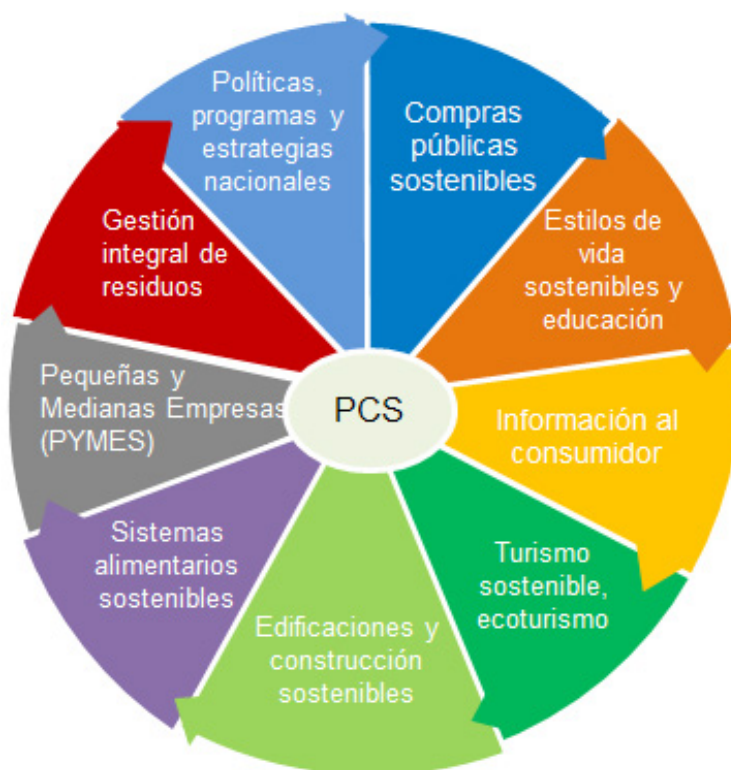 Políticas,
programas y
estrategias
nacionales
Compras
públicas
sostenibles
Estilos de
vida
sostenibles y
educación
Información al
consumidor
Turismo
sostenible,
ecoturismo
Edificaciones y
construcción
sostenibles
Sistemas
alimentarios
sostenibles
Pequeñas y
Medianas Empresas
(PYMES)
Gestión
integral de
residuos
PCS